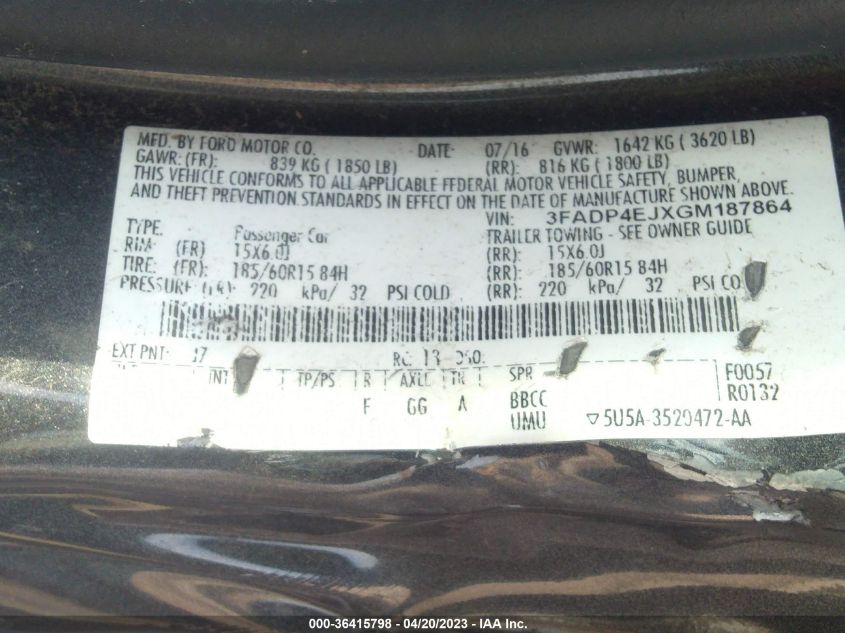 MFD. BY FORD MOTOR CO. DATE: 07/16 GVWR: 1642 KG ( 3620 LB)
GAWR: (FR): 839 KG ( 1850 LB) (RR): 816 KG ( 1800 LB)
THIS VEHICLE CONFORMS TO ALL APPLICABLE FEDERAL MOTOR VEHICLE SAFETY, BUMPER,
AND THEFT PREVENTION STANDARDS IN EFFECT ON THE DATE OF MANUFACTURE SHOWN ABOVE.
VIN: 3FADP4EJXGM187864
TYPE: Passenger Car TRAILER TOWING - SEE OWNER GUIDE
RIM: (FR) 15X6.0J (RR): 15X6.0J
TIRE: (FR): 185/60R15 84H (RR): 185/60R15 84H
PRESSURE (FR): 220 kPa/ 32 PSI COLD (RR): 220 kPa/ 32 PSI
EXT PNT:
INT TP/PS R AXLE TR SPR F0057
F GG A BBCC R0132
UMU 5U5A-3520472-AA
000-36415798 - 04/20/2023 - IAA Inc.